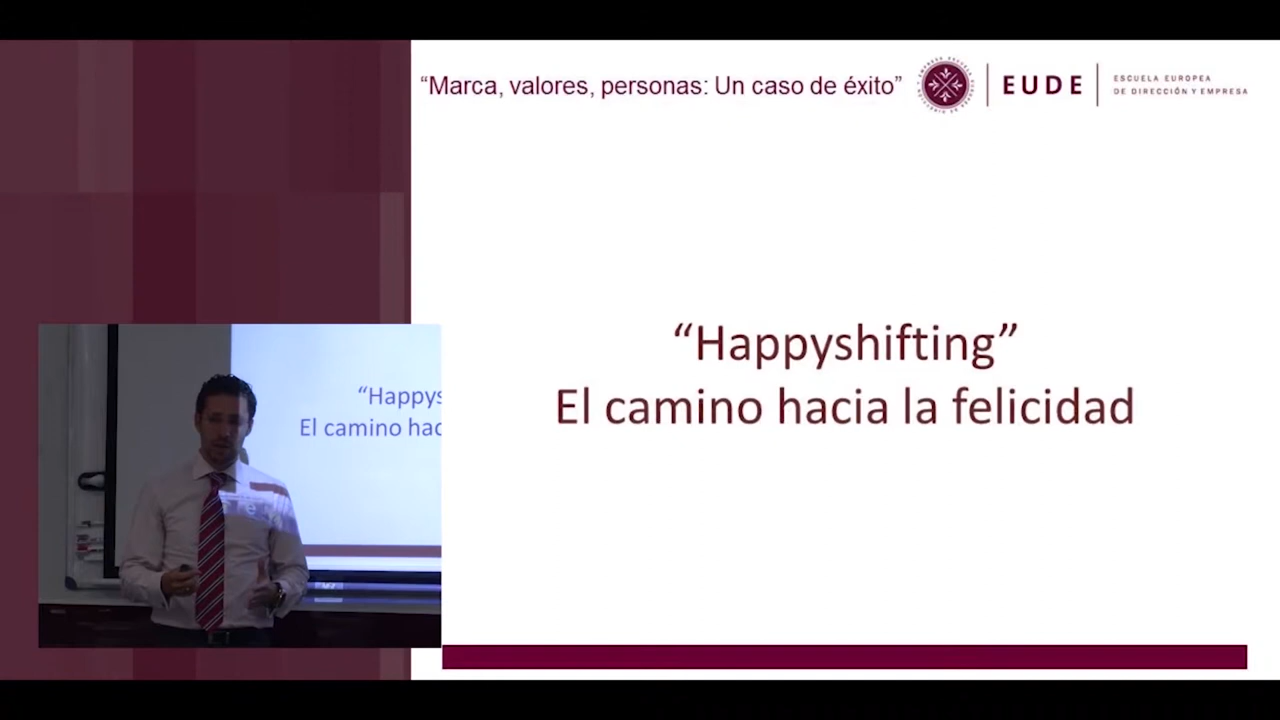 “Marca, valores, personas: Un caso de éxito”
EUDE
ESCUELA EUROPEA
DE DIRECCIÓN Y EMPRESA
“Happyshifting”
El camino hacia la felicidad
“Happys
El camino hac